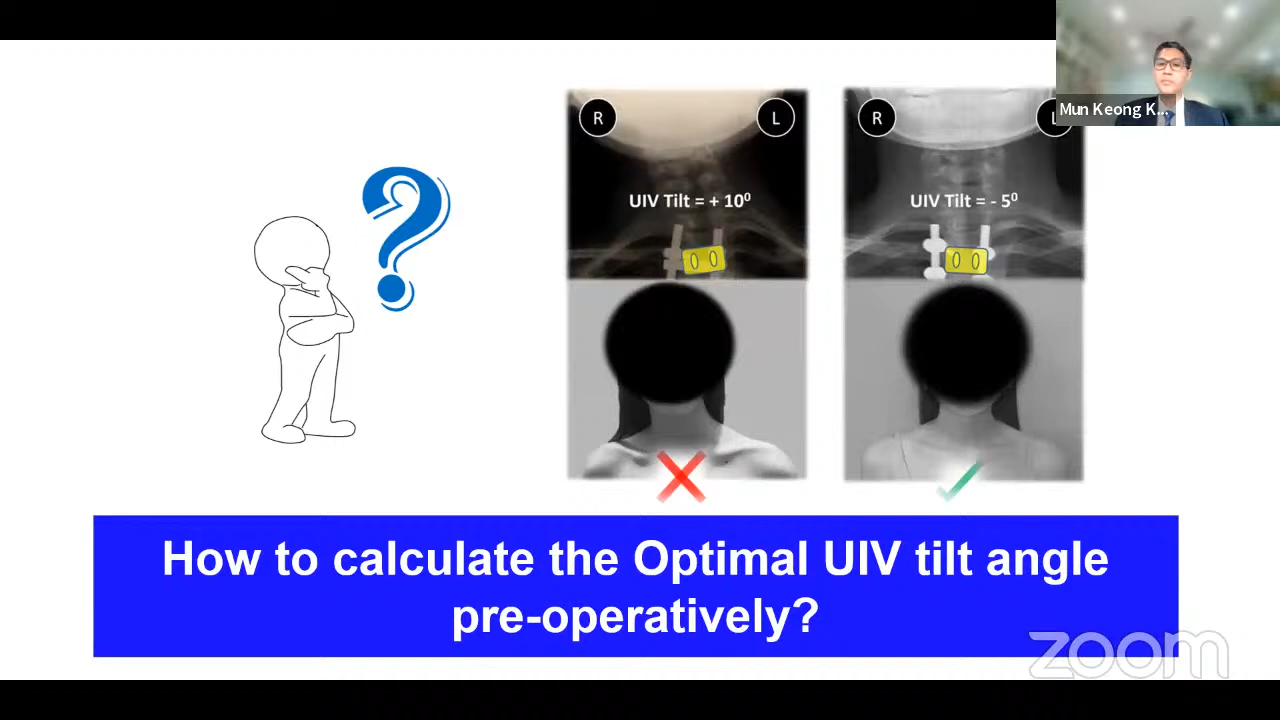 Mun Keong K...
R
L
R
L
UIV Tilt = + 10⁰
UIV Tilt = - 5⁰
How to calculate the Optimal UIV tilt angle
pre-operatively?
zoom